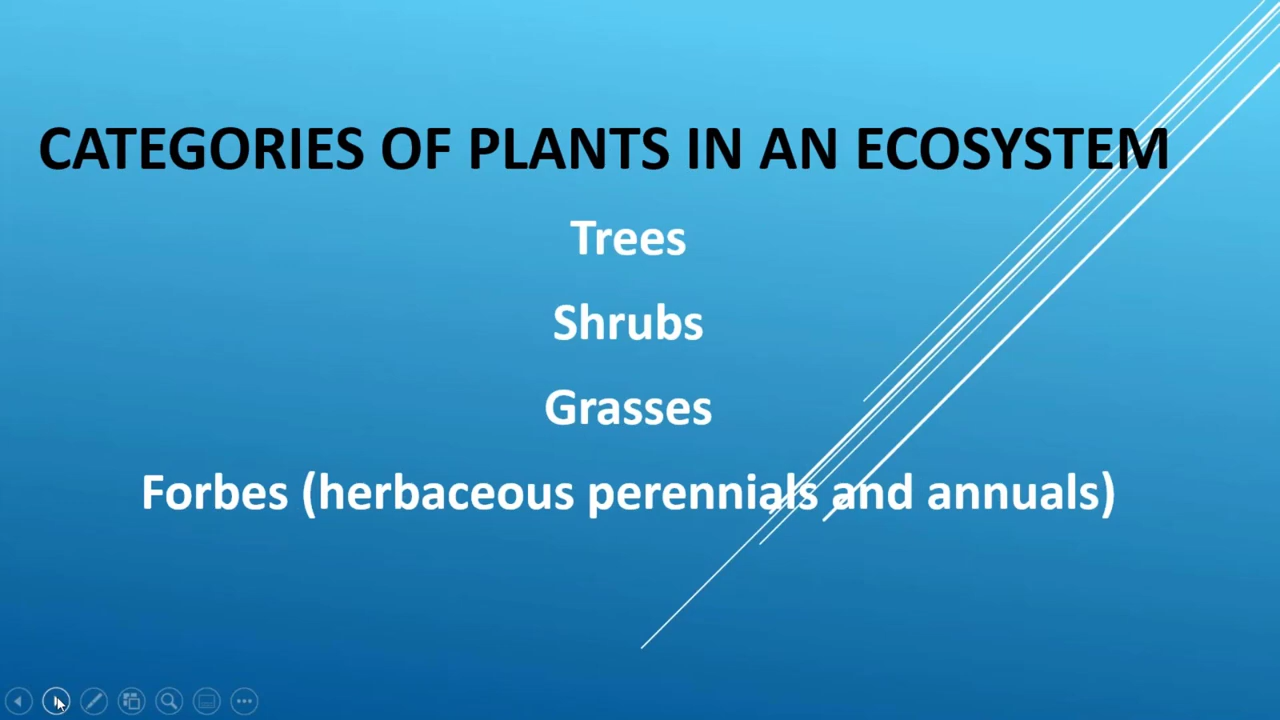 CATEGORIES OF PLANTS IN AN ECOSYSTEM
Trees
Shrubs
Grasses
Forbes (herbaceous perennials and annuals)